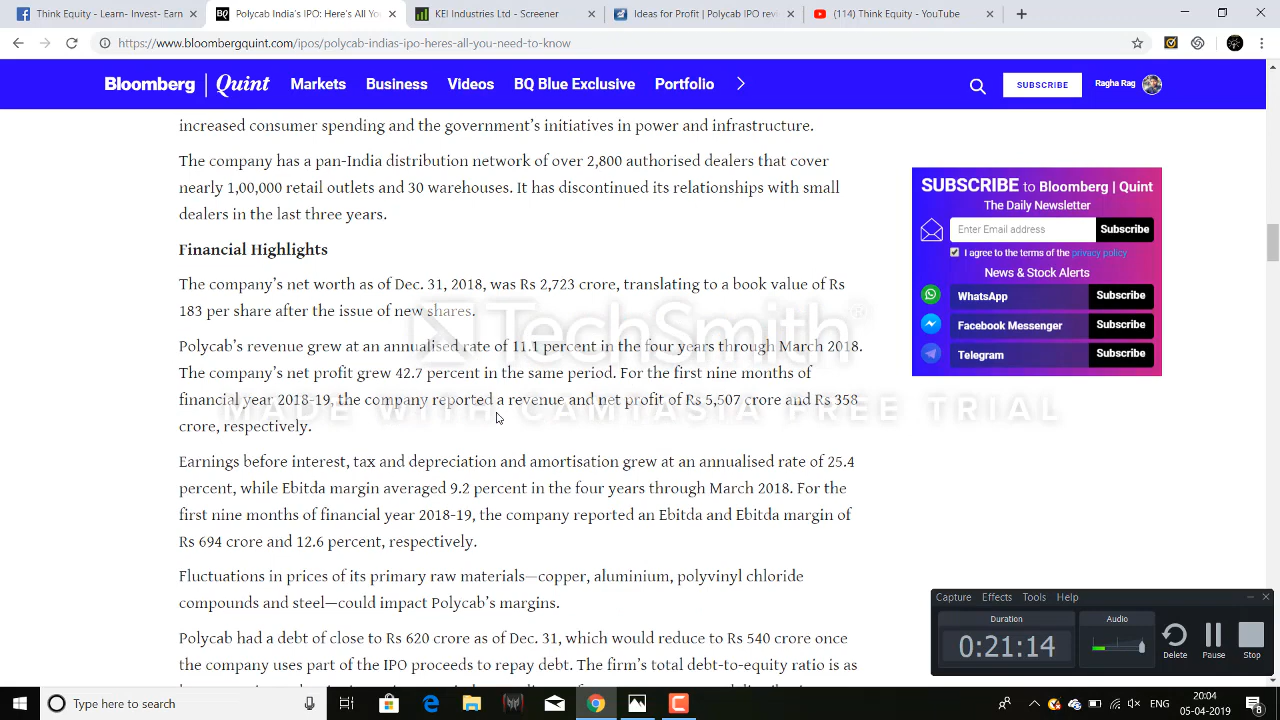 Think Equity - Learn- Invest- Earn
Polycab India's IPO: Here's All Yo
KEI Industries Ltd - Screener
Ideas for Profit | Polycab IPO rev
(114) Think Equity - YouTube
https://www.bloombergquint.com/ipos/polycab-indias-ipo-heres-all-you-need-to-know
Bloomberg | Quint Markets Business Videos BQ Blue Exclusive Portfolio SUBSCRIBE Ragha Rag
increased consumer spending and the government's initiatives in power and infrastructure.
The company has a pan-India distribution network of over 2,800 authorised dealers that cover
nearly 1,00,000 retail outlets and 30 warehouses. It has discontinued its relationships with small
dealers in the last three years.
Financial Highlights
The company's net worth as of Dec. 31, 2018, was Rs 2,723 crore, translating to a book value of Rs
183 per share after the issue of new shares.
Polycab's revenue grew at an annualised rate of 11.1 percent in the four years through March 2018.
The company's net profit grew 42.7 percent in the same period. For the first nine months of
financial year 2018-19, the company reported a revenue and net profit of Rs 5,507 crore and Rs 358
crore, respectively.
Earnings before interest, tax and depreciation and amortisation grew at an annualised rate of 25.4
percent, while Ebitda margin averaged 9.2 percent in the four years through March 2018. For the
first nine months of financial year 2018-19, the company reported an Ebitda and Ebitda margin of
Rs 694 crore and 12.6 percent, respectively.
Fluctuations in prices of its primary raw materials—copper, aluminium, polyvinyl chloride
compounds and steel—could impact Polycab's margins.
Polycab had a debt of close to Rs 620 crore as of Dec. 31, which would reduce to Rs 540 crore once
the company uses part of the IPO proceeds to repay debt. The firm's total debt-to-equity ratio is as
SUBSCRIBE to Bloomberg | Quint
The Daily Newsletter
Enter Email address Subscribe
I agree to the terms of the privacy policy
News & Stock Alerts
WhatsApp Subscribe
Facebook Messenger Subscribe
Telegram Subscribe
TechSmith
MADE WITH CAMTASIA FREE TRIAL
Capture Effects Tools Help
Duration
0:21:14
Audio
Delete Pause Stop
Type here to search
ENG
20:04
05-04-2019
8